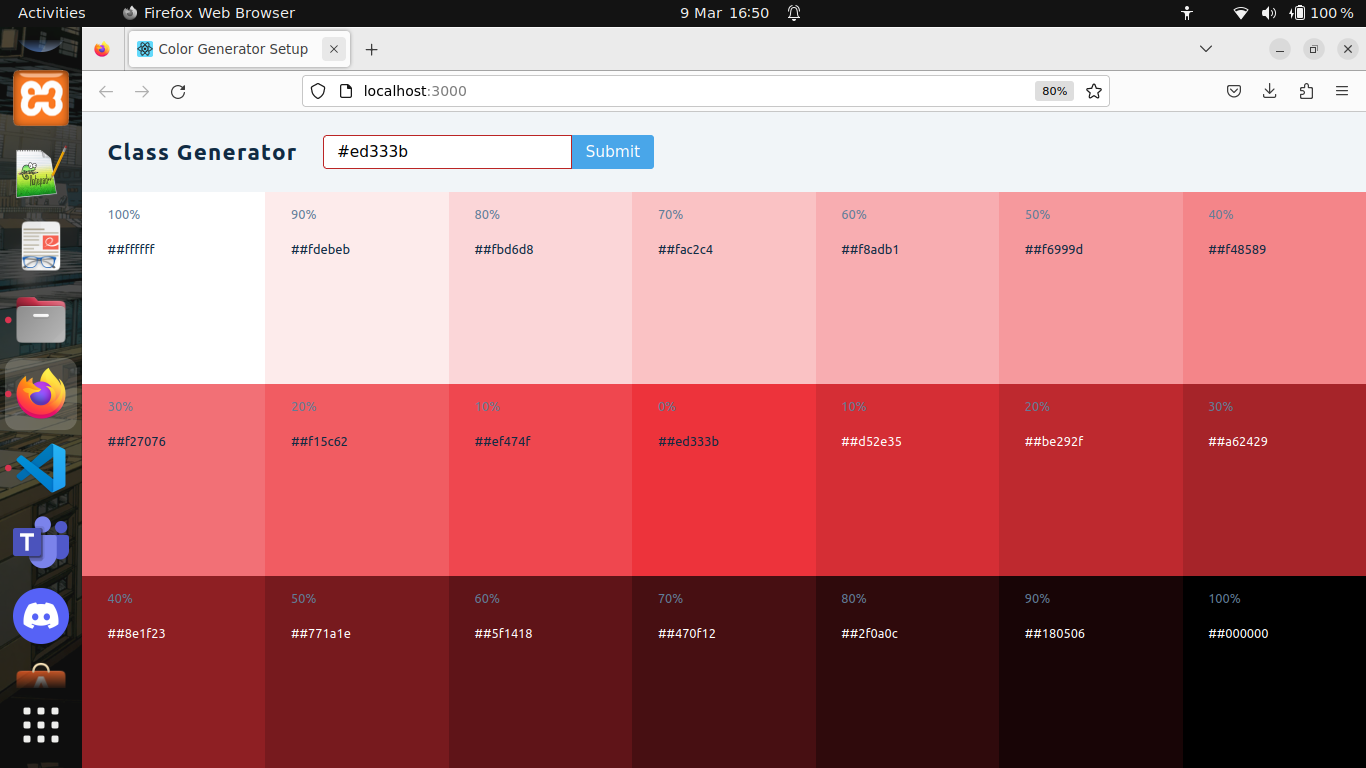 Activities
Firefox Web Browser
9 Mar 16:50
100 %
Color Generator Setup
localhost:3000
80%
Class Generator
#ed333b
Submit
100%
90%
80%
70%
60%
50%
40%
##ffffff
##fdebeb
##fbd6d8
##fac2c4
##f8adb1
##f6999d
##f48589
30%
20%
10%
0%
10%
20%
30%
##f27076
##f15c62
##ef474f
##ed333b
##d52e35
##be292f
##a62429
40%
50%
60%
70%
80%
90%
100%
##8e1f23
##771a1e
##5f1418
##470f12
##2f0a0c
##180506
##000000